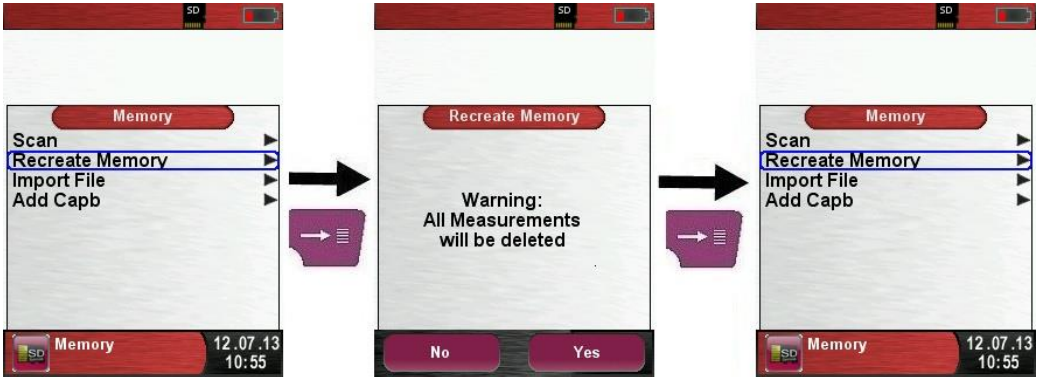 SD
Memory
Scan
Recreate Memory
Import File
Add Capb
SD
Memory
12.07.13
10:55
SD
Recreate Memory
Warning:
All Measurements
will be deleted
No
Yes
SD
Memory
Scan
Recreate Memory
Import File
Add Capb
SD
Memory
12.07.13
10:55